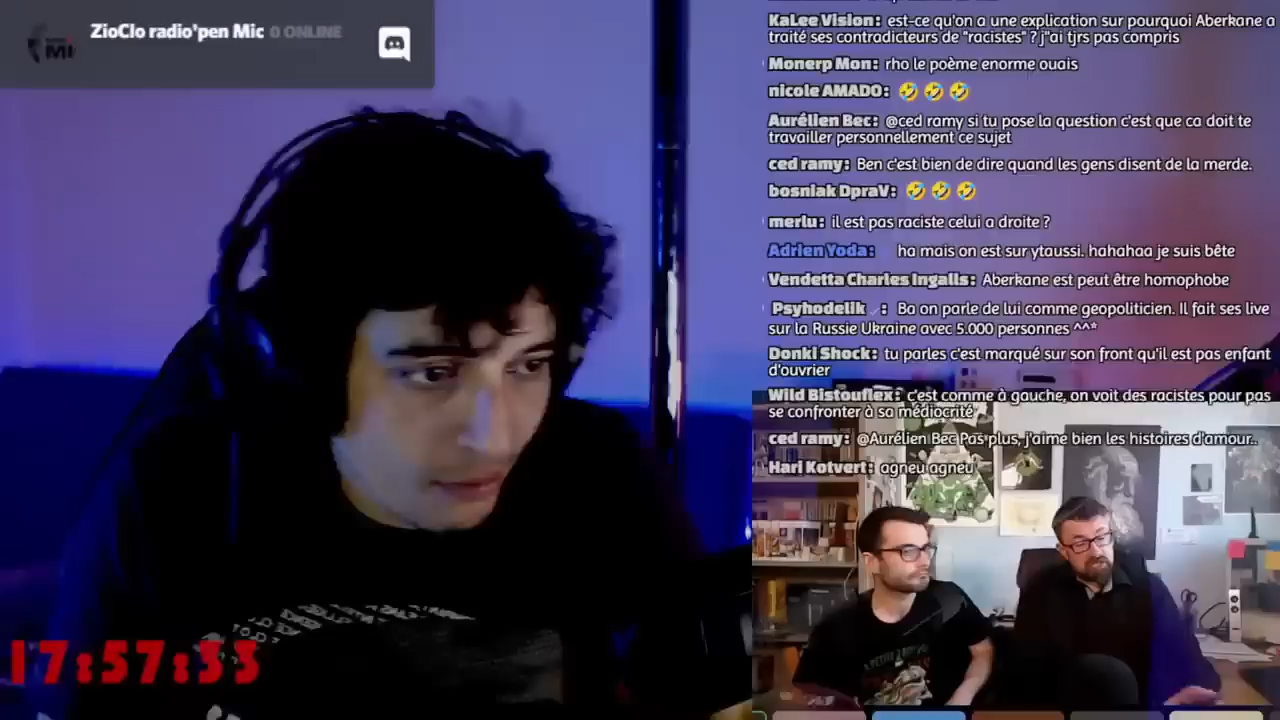 ZioClo radio'pen Mic 0 ONLINE
MI
KaLee Vision: est-ce qu'on a une explication sur pourquoi Aberkane a
traité ses contradicteurs de "racistes" ? j"ai tjrs pas compris
Monerp Mon: rho le poème enorme ouais
nicole AMADO: 🤣 🤣 🤣
Aurélien Bec: @ced ramy si tu pose la question c'est que ca doit te
travailler personnellement ce sujet
ced ramy: Ben c'est bien de dire quand les gens disent de la merde.
bosniak DpraV: 🤣 🤣 🤣
merlu: il est pas raciste celui a droite ?
Adrien Yoda: ha mais on est sur ytaussi. hahahaa je suis bête
Vendetta Charles Ingalls: Aberkane est peut être homophobe
Psyhodelik : Ba on parle de lui comme geopoliticien. Il fait ses live
sur la Russie Ukraine avec 5.000 personnes ^^*
Donki Shock: tu parles c'est marqué sur son front qu'il est pas enfant
d'ouvrier
Wild Bistouflex: c'est comme à gauche, on voit des racistes pour pas
se confronter à sa médiocrité
ced ramy: @Aurélien Bec Pas plus, j'aime bien les histoires d'amour..
Hari Kotvert: agneu agneu
17:57:33